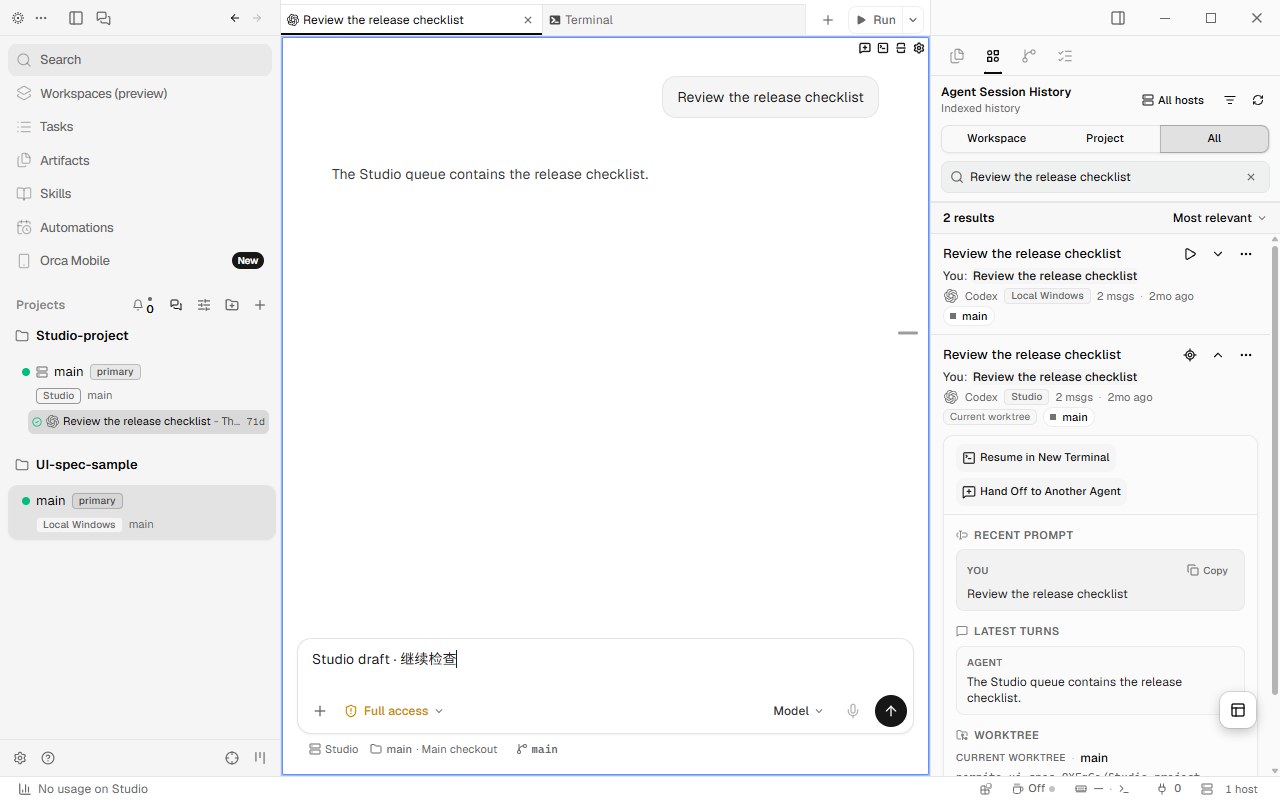 Review the release checklist
Terminal
Run
Search
Workspaces (preview)
Tasks
Artifacts
Skills
Automations
Orca Mobile
New
Projects
0
Studio-project
main primary
Studio main
Review the release checklist - Th... 71d
UI-spec-sample
main primary
Local Windows main
Review the release checklist
The Studio queue contains the release checklist.
Studio draft · 继续检查
Full access
Model
Studio main · Main checkout main
Agent Session History
Indexed history
All hosts
Workspace Project All
Review the release checklist
2 results
Most relevant
Review the release checklist
You: Review the release checklist
Codex Local Windows 2 msgs · 2mo ago
main
Review the release checklist
You: Review the release checklist
Codex Studio 2 msgs · 2mo ago
Current worktree main
Resume in New Terminal
Hand Off to Another Agent
RECENT PROMPT
YOU
Copy
Review the release checklist
LATEST TURNS
AGENT
The Studio queue contains the release
checklist.
WORKTREE
CURRENT WORKTREE · main
No usage on Studio
Off
0
1 host